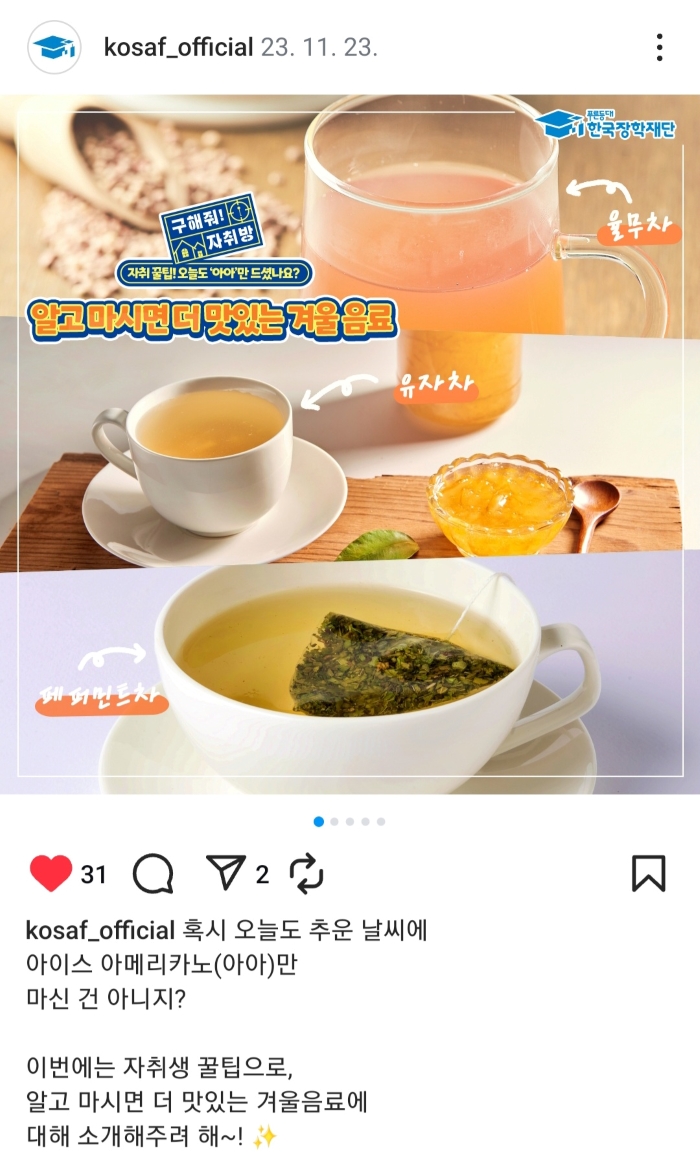 kosaf_official 23. 11. 23.
푸른등대
한국장학재단
율무차
구해줘!
자취방
자취 꿀팁! 오늘도 '아아'만 드셨나요?
알고 마시면 더 맛있는 겨울 음료
유자차
페퍼민트차
31 2
kosaf_official 혹시 오늘도 추운 날씨에
아이스 아메리카노(아아)만
마신 건 아니지?
이번에는 자취생 꿀팁으로,
알고 마시면 더 맛있는 겨울음료에
대해 소개해주려 해~! ✨